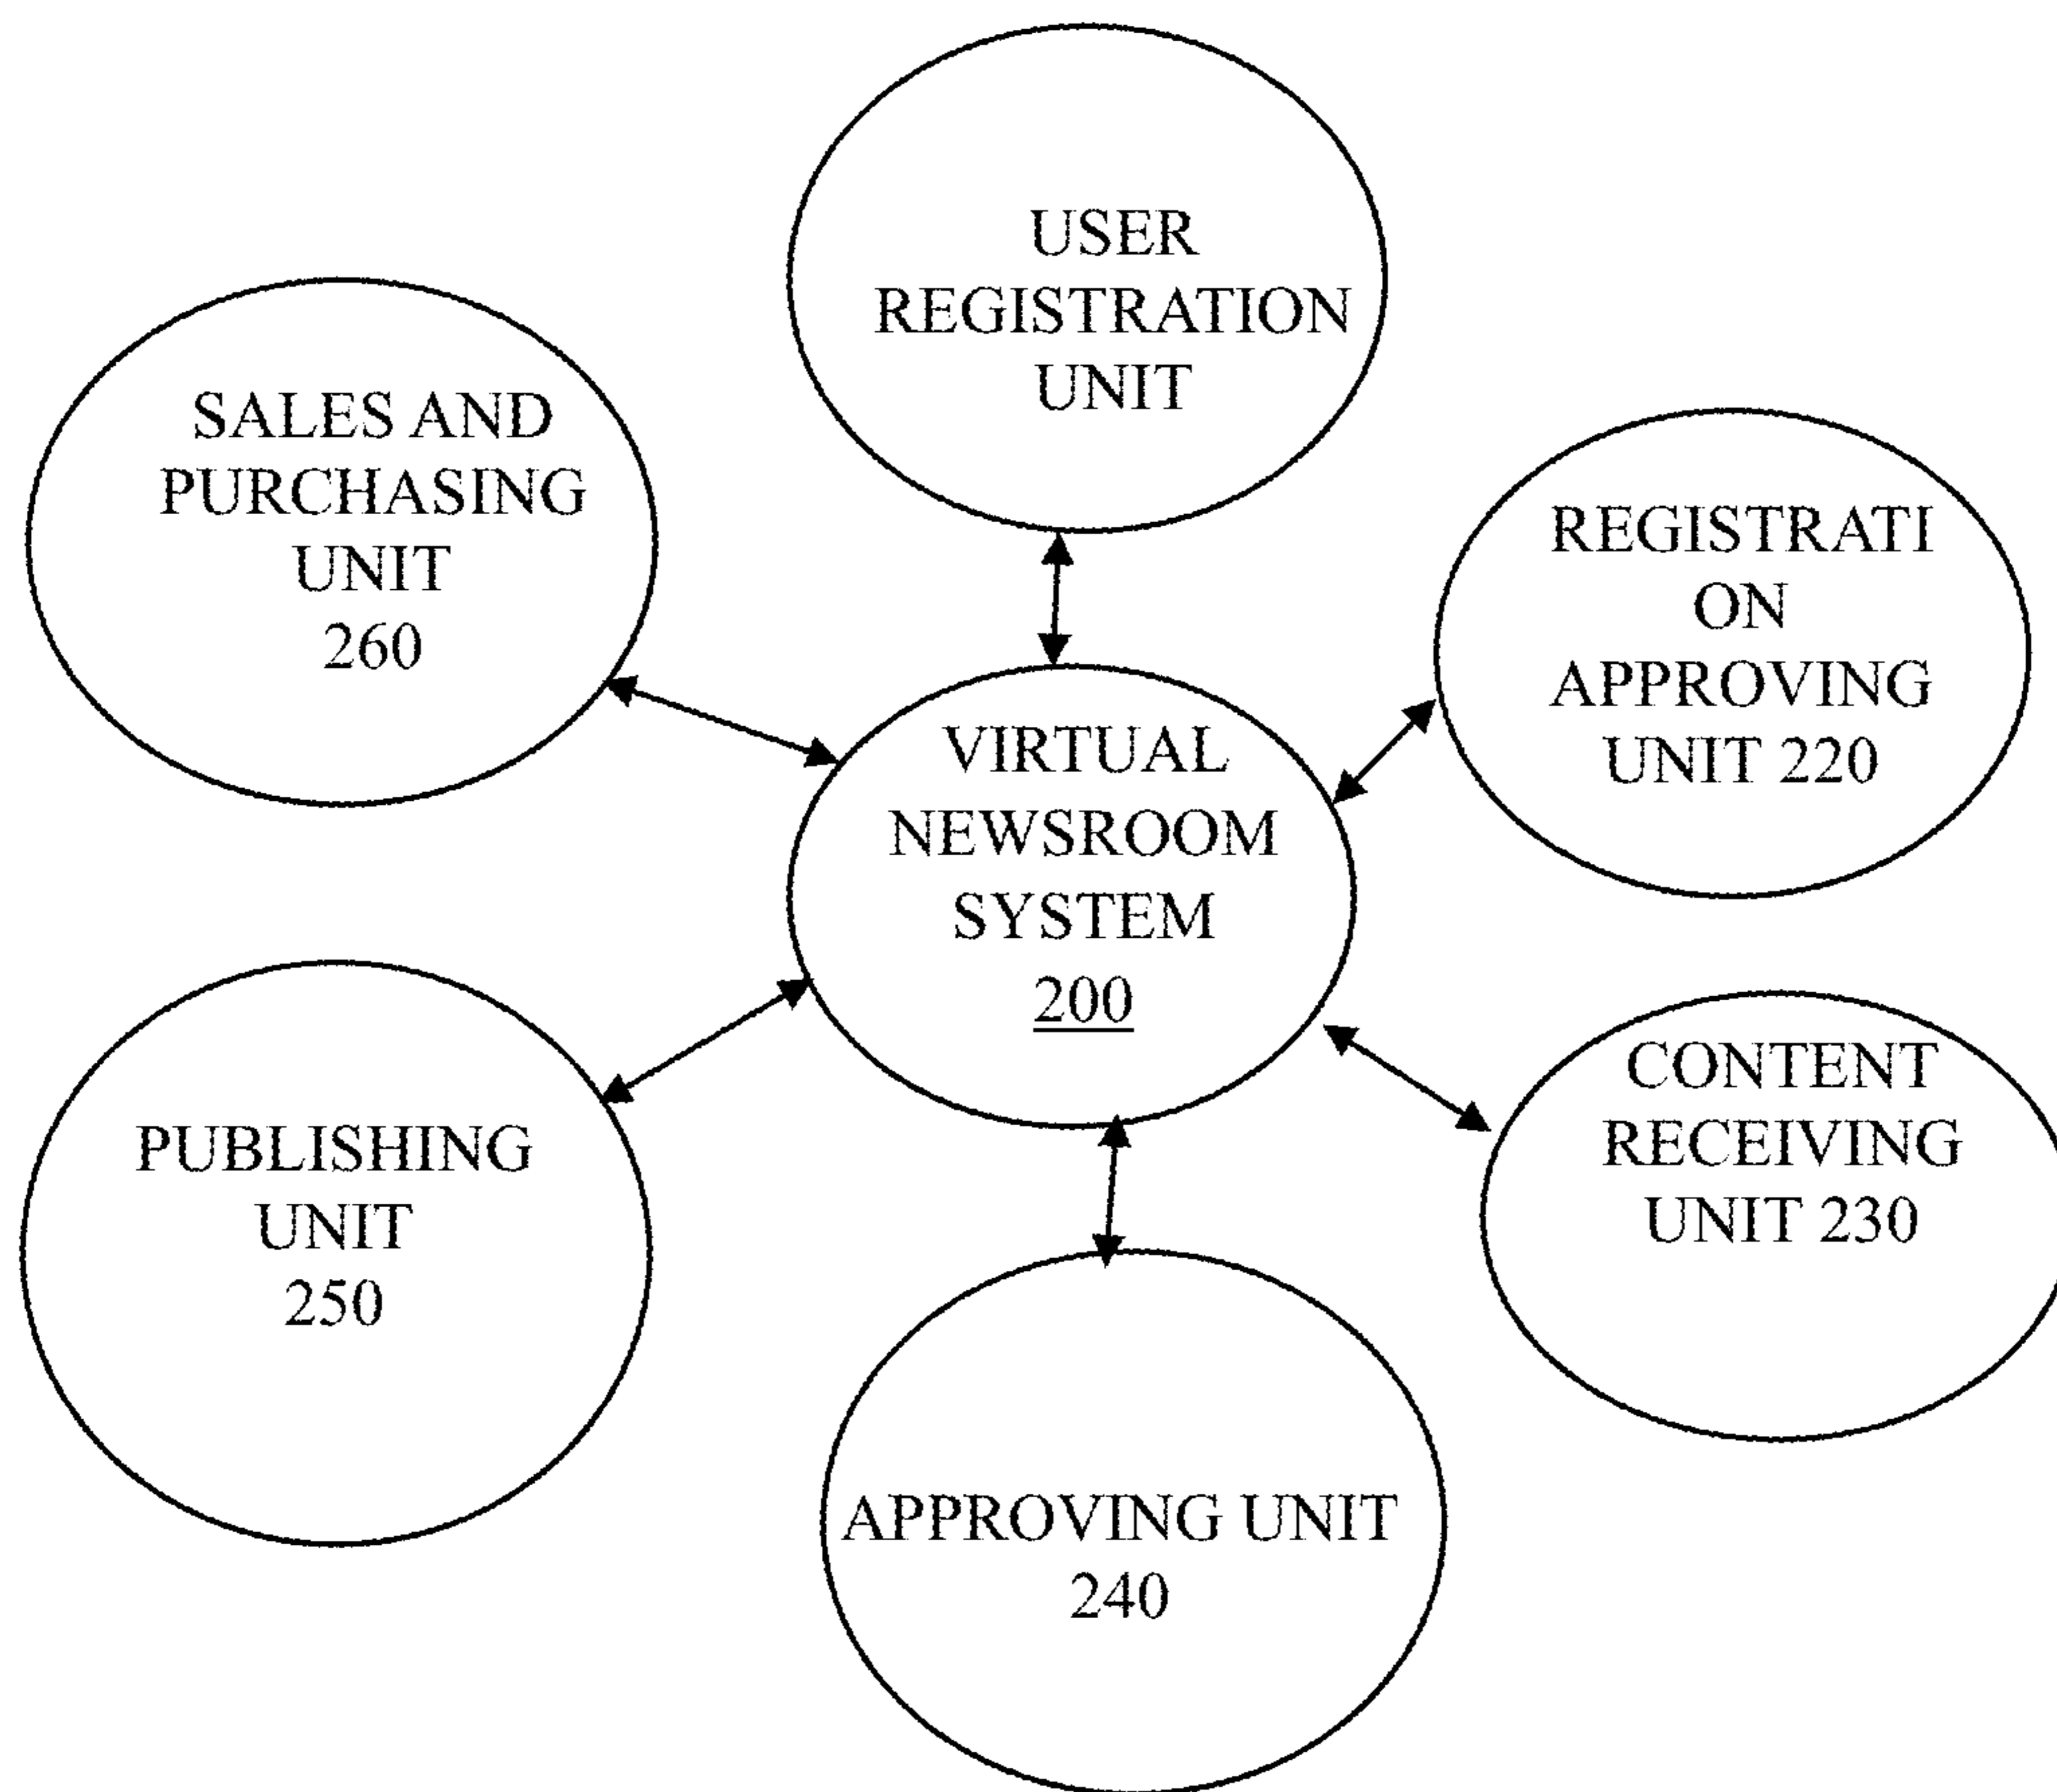 USER
REGISTRATION
UNIT
SALES AND
PURCHASING
UNIT
260
REGISTRATI
ON
APPROVING
UNIT 220
VIRTUAL
NEWSROOM
SYSTEM
200
CONTENT
RECEIVING
UNIT 230
PUBLISHING
UNIT
250
APPROVING UNIT
240